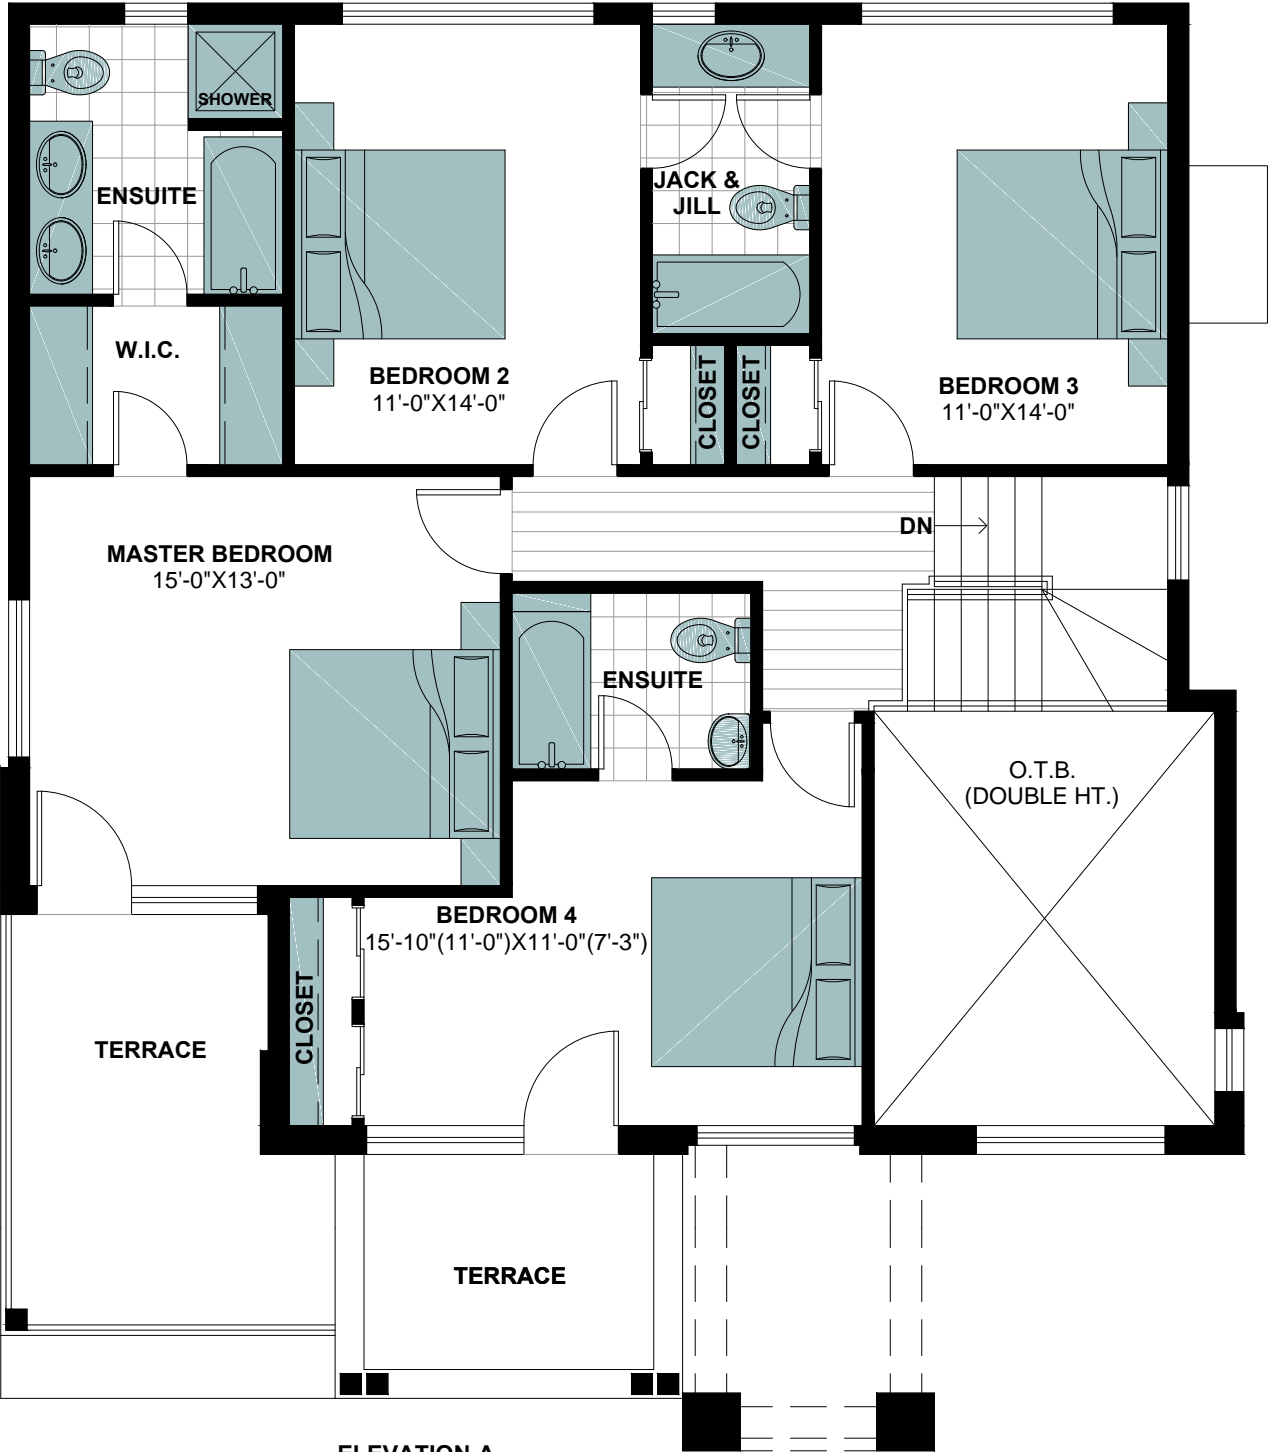 SHOWER
ENSUITE
JACK &
JILL
W.I.C.
BEDROOM 2
11'-0"X14'-0"
CLOSET
CLOSET
BEDROOM 3
11'-0"X14'-0"
DN
MASTER BEDROOM
15'-0"X13'-0"
ENSUITE
O.T.B.
(DOUBLE HT.)
BEDROOM 4
15'-10"(11'-0")X11'-0"(7'-3")
CLOSET
TERRACE
TERRACE
ELEVATION A